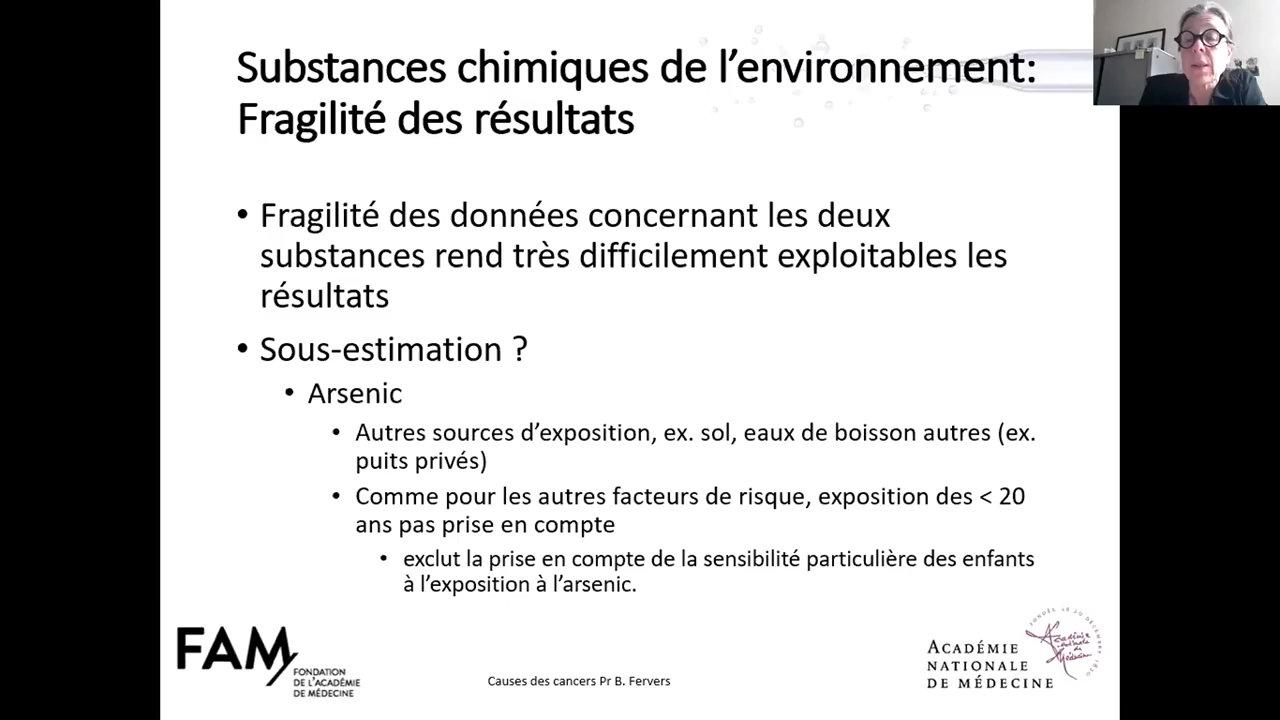 Substances chimiques de l’environnement:
Fragilité des résultats
• Fragilité des données concernant les deux
substances rend très difficilement exploitables les
résultats
• Sous-estimation ?
• Arsenic
• Autres sources d’exposition, ex. sol, eaux de boisson autres (ex.
puits privés)
• Comme pour les autres facteurs de risque, exposition des < 20
ans pas prise en compte
• exclut la prise en compte de la sensibilité particulière des enfants
à l’exposition à l’arsenic.
FAM
FONDATION
DE L'ACADÉMIE
DE MÉDECINE
Causes des cancers Pr B. Fervers
ACADÉMIE
NATIONALE
DE MÉDECINE